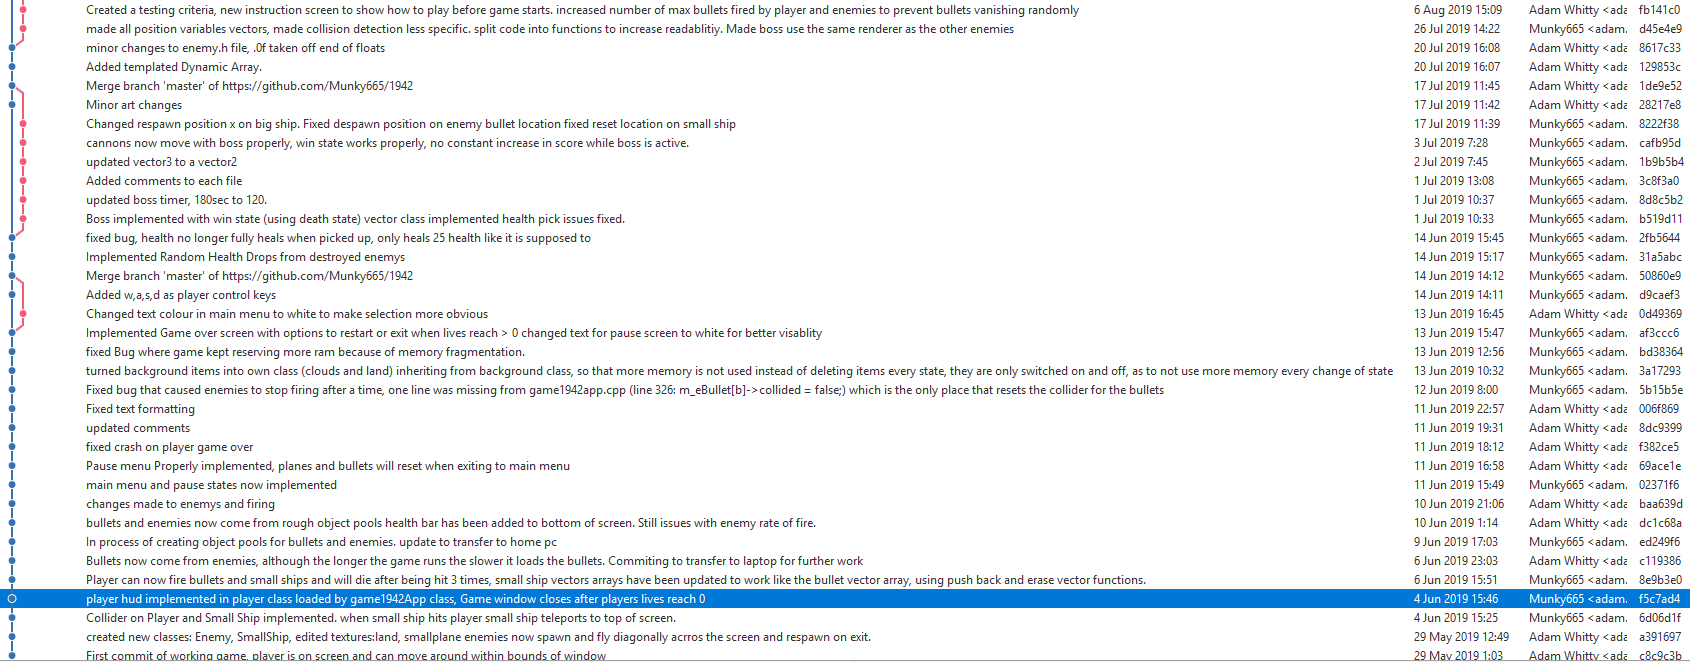 Created a testing criteria, new instruction screen to show how to play before game starts. increased number of max bullets fired by player and enemies to prevent bullets vanishing randomly 6 Aug 2019 15:09 Adam Whitty <ada fb141c0
made all position variables vectors, made collision detection less specific. split code into functions to increase readablitiy. Made boss use the same renderer as the other enemies 26 Jul 2019 14:22 Munky665 <adam. d45e4e9
minor changes to enemy.h file, .0f taken off end of floats 20 Jul 2019 16:08 Adam Whitty <ada 8617c33
Added templated Dynamic Array. 20 Jul 2019 16:07 Adam Whitty <ada 129853c
Merge branch 'master' of https://github.com/Munky665/1942 17 Jul 2019 11:45 Adam Whitty <ada 1de9e52
Minor art changes 17 Jul 2019 11:42 Adam Whitty <ada 28217e8
Changed respawn position x on big ship. Fixed despawn position on enemy bullet location fixed reset location on small ship 17 Jul 2019 11:39 Munky665 <adam. 8222f38
cannons now move with boss properly, win state works properly, no constant increase in score while boss is active. 3 Jul 2019 7:28 Munky665 <adam. cafb95d
updated vector3 to a vector2 2 Jul 2019 7:45 Munky665 <adam. 1b9b5b4
Added comments to each file 1 Jul 2019 13:08 Munky665 <adam. 3c8f3a0
updated boss timer, 180sec to 120. 1 Jul 2019 10:37 Munky665 <adam. 8d8c5b2
Boss implemented with win state (using death state) vector class implemented health pick issues fixed. 1 Jul 2019 10:33 Munky665 <adam. b519d11
fixed bug, health no longer fully heals when picked up, only heals 25 health like it is supposed to 14 Jun 2019 15:45 Munky665 <adam. 2fb5644
Implemented Random Health Drops from destroyed enemys 14 Jun 2019 15:17 Munky665 <adam. 31a5abc
Merge branch 'master' of https://github.com/Munky665/1942 14 Jun 2019 14:12 Munky665 <adam. 50860e9
Added w,a,s,d as player control keys 14 Jun 2019 14:11 Munky665 <adam. d9caef3
Changed text colour in main menu to white to make selection more obvious 13 Jun 2019 16:45 Adam Whitty <ada 0d49369
Implemented Game over screen with options to restart or exit when lives reach > 0 changed text for pause screen to white for better visablity 13 Jun 2019 15:47 Munky665 <adam. af3ccc6
fixed Bug where game kept reserving more ram because of memory fragmentation. 13 Jun 2019 12:56 Munky665 <adam. bd38364
turned background items into own class (clouds and land) inheriting from background class, so that more memory is not used instead of deleting items every state, they are only switched on and off, as to not use more memory every change of state 13 Jun 2019 10:32 Munky665 <adam. 3a17293
Fixed bug that caused enemies to stop firing after a time, one line was missing from game1942app.cpp (line 326: m_eBullet[b]->collided = false;) which is the only place that resets the collider for the bullets 12 Jun 2019 8:00 Munky665 <adam. 5b15b5e
Fixed text formatting 11 Jun 2019 22:57 Adam Whitty <ada 006f869
updated comments 11 Jun 2019 19:31 Adam Whitty <ada 8dc9399
fixed crash on player game over 11 Jun 2019 18:12 Adam Whitty <ada f382ce5
Pause menu Properly implemented, planes and bullets will reset when exiting to main menu 11 Jun 2019 16:58 Adam Whitty <ada 69ace1e
main menu and pause states now implemented 11 Jun 2019 15:49 Munky665 <adam. 02371f6
changes made to enemys and firing 10 Jun 2019 21:06 Adam Whitty <ada baa639d
bullets and enemies now come from rough object pools health bar has been added to bottom of screen. Still issues with enemy rate of fire. 10 Jun 2019 1:14 Adam Whitty <ada dc1c68a
In process of creating object pools for bullets and enemies. update to transfer to home pc 9 Jun 2019 17:03 Munky665 <adam. ed249f6
Bullets now come from enemies, although the longer the game runs the slower it loads the bullets. Commiting to transfer to laptop for further work 6 Jun 2019 23:03 Adam Whitty <ada c119386
Player can now fire bullets and small ships and will die after being hit 3 times, small ship vectors arrays have been updated to work like the bullet vector array, using push back and erase vector functions. 6 Jun 2019 15:51 Munky665 <adam. 8e9b3e0
player hud implemented in player class loaded by game1942App class, Game window closes after players lives reach 0 4 Jun 2019 15:46 Munky665 <adam. f5c7ad4
Collider on Player and Small Ship implemented. when small ship hits player small ship teleports to top of screen. 4 Jun 2019 15:25 Munky665 <adam. 6d06d1f
created new classes: Enemy, SmallShip, edited textures:land, smallplane enemies now spawn and fly diagonally acrros the screen and respawn on exit. 29 May 2019 12:49 Adam Whitty <ada a391697
First commit of working game. player is on screen and can move around within bounds of window 29 May 2019 1:03 Adam Whitty <ada c8c9c3b